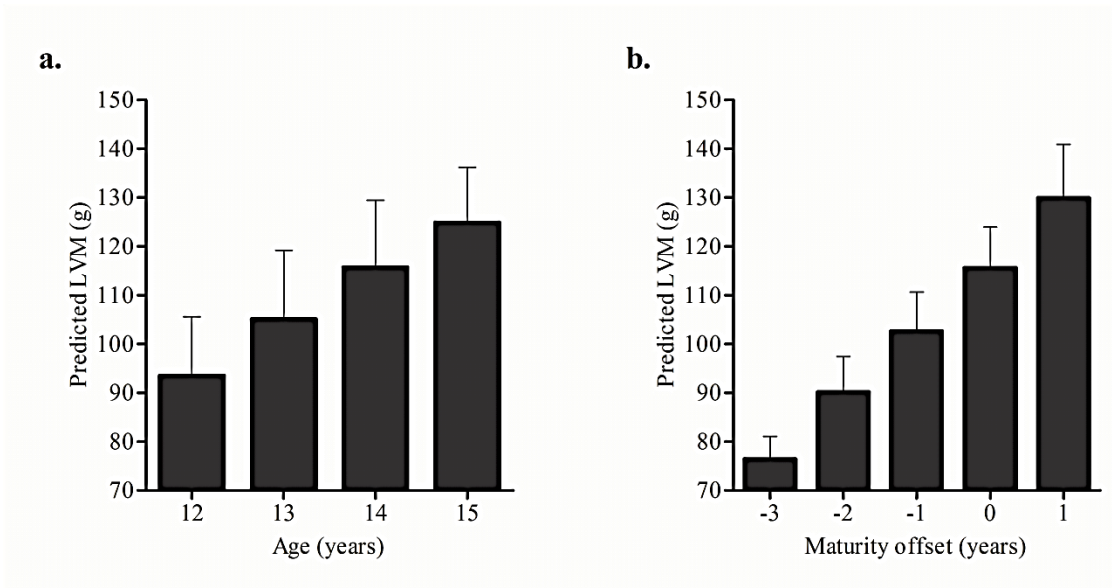 a.
150
140
130
120
110
100
90
80
70
Predicted LVM (g)
12 13 14 15
Age (years)
b.
150
140
130
120
110
100
90
80
70
Predicted LVM (g)
-3 -2 -1 0 1
Maturity offset (years)